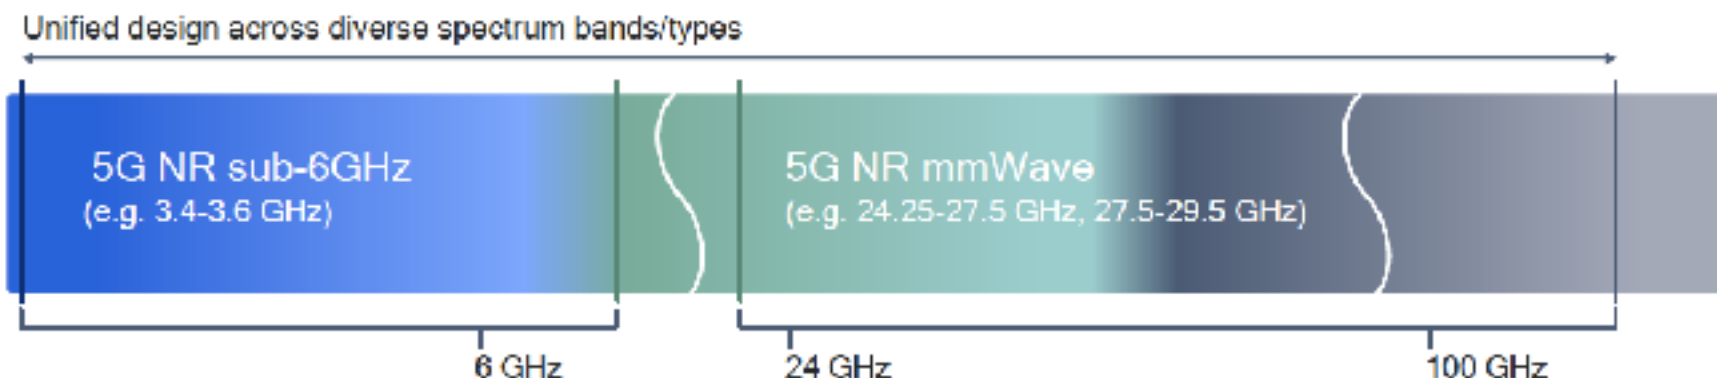 Unified design across diverse spectrum bands/types
5G NR sub-6GHz
(e.g. 3.4-3.6 GHz)
5G NR mmWave
(e.g. 24.25-27.5 GHz, 27.5-29.5 GHz)
6 GHz
24 GHz
100 GHz